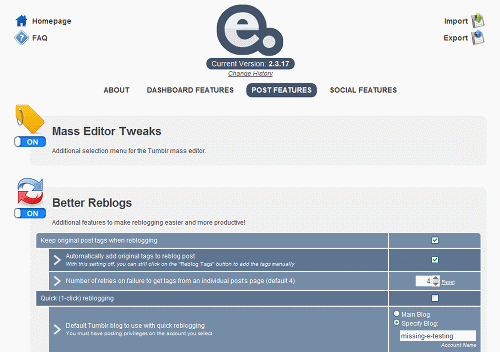 Homepage
FAQ
e.
Import
Export
Current Version: 2.3.17
Change History
ABOUT
DASHBOARD FEATURES
POST FEATURES
SOCIAL FEATURES
ON
Mass Editor Tweaks
Additional selection menu for the Tumblr mass editor.
ON
Better Reblogs
Additional features to make reblogging easier and more productive!
Keep original post tags when reblogging
Automatically add original tags to reblog post
With this setting off, you can still click on the "Reblog Tags" button to add the tags manually
Number of retries on failure to get tags from an individual post's page (default 4)
4
Reset
Quick (1-click) reblogging
Default Tumblr blog to use with quick reblogging
You must have posting privileges on the account you select.
Main Blog
Specify Blog:
missing-e-testing
Account Name